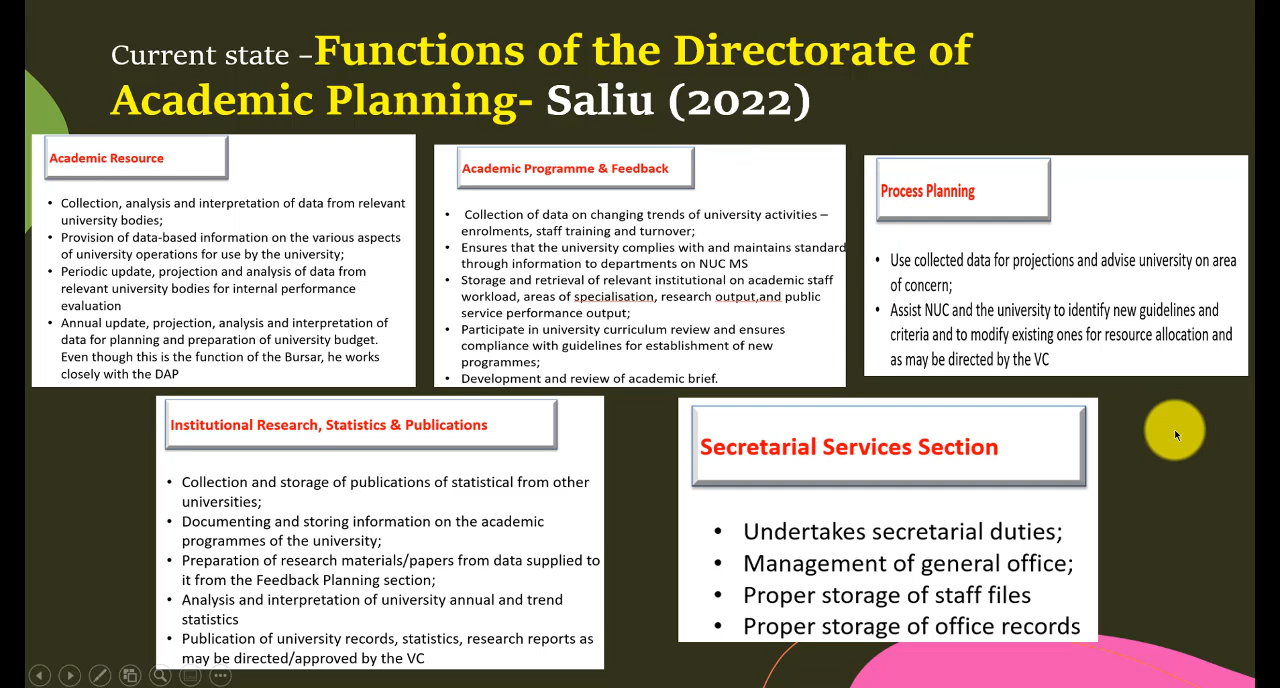 Current state –Functions of the Directorate of
Academic Planning- Saliu (2022)
Academic Resource
• Collection, analysis and interpretation of data from relevant
university bodies;
• Provision of data-based information on the various aspects
of university operations for use by the university;
• Periodic update, projection and analysis of data from
relevant university bodies for internal performance
evaluation
• Annual update, projection, analysis and interpretation of
data for planning and preparation of university budget.
Even though this is the function of the Bursar, he works
closely with the DAP
Academic Programme & Feedback
• Collection of data on changing trends of university activities –
enrolments, staff training and turnover;
• Ensures that the university complies with and maintains standard
through information to departments on NUC MS
• Storage and retrieval of relevant institutional on academic staff
workload, areas of specialisation, research output,and public
service performance output;
• Participate in university curriculum review and ensures
compliance with guidelines for establishment of new
programmes;
• Development and review of academic brief.
Process Planning
• Use collected data for projections and advise university on area
of concern;
• Assist NUC and the university to identify new guidelines and
criteria and to modify existing ones for resource allocation and
as may be directed by the VC
Institutional Research, Statistics & Publications
• Collection and storage of publications of statistical from other
universities;
• Documenting and storing information on the academic
programmes of the university;
• Preparation of research materials/papers from data supplied to
it from the Feedback Planning section;
• Analysis and interpretation of university annual and trend
statistics
• Publication of university records, statistics, research reports as
may be directed/approved by the VC
Secretarial Services Section
• Undertakes secretarial duties;
• Management of general office;
• Proper storage of staff files
• Proper storage of office records